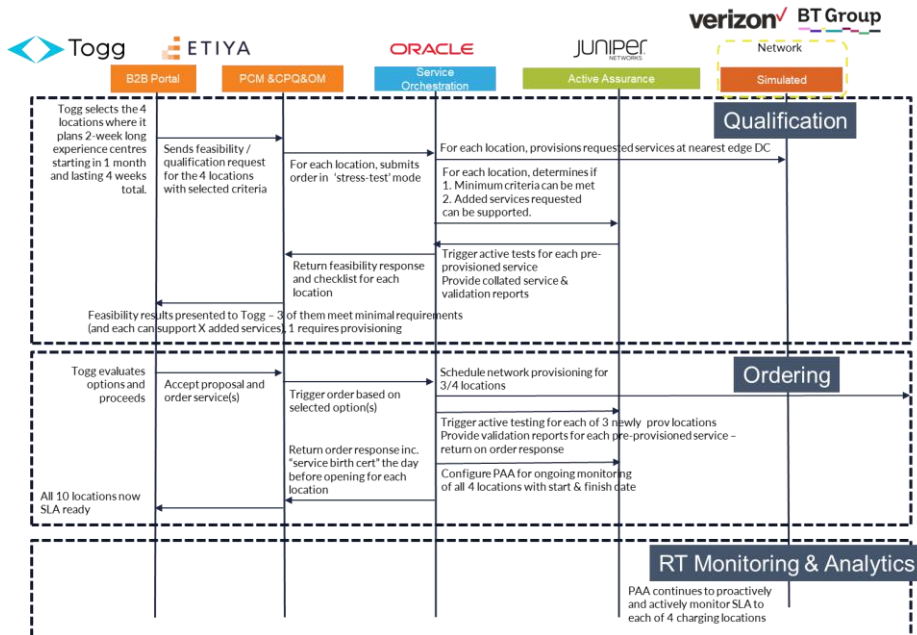 verizon✓ BT Group
Togg
ETIYA
ORACLE
JUNIPER
NETWORKS
Network
B2B Portal
PCM &CPQ&OM
Service
Orchestration
Active Assurance
Simulated
Qualification
Togg selects the 4
locations where it
plans 2-week long
experience centres
starting in 1 month
and lasting 4 weeks
total.
Sends feasibility /
qualification request
for the 4 locations
with selected criteria
For each location, submits
order in 'stress-test' mode
For each location, provisions requested services at nearest edge DC
For each location, determines if
1. Minimum criteria can be met
2. Added services requested
can be supported.
Trigger active tests for each pre-
provisioned service
Provide collated service &
validation reports
Return feasibility response
and checklist for each
location
Feasibility results presented to Togg – 3 of them meet minimal requirements
(and each can support X added services), 1 requires provisioning
Ordering
Togg evaluates
options and
proceeds
Accept proposal and
order service(s)
Trigger order based on
selected option(s)
Schedule network provisioning for
3/4 locations
Trigger active testing for each of 3 newly prov locations
Provide validation reports for each pre-provisioned service –
return on order response
Return order response inc.
"service birth cert" the day
before opening for each
location
Configure PAA for ongoing monitoring
of all 4 locations with start & finish date
All 10 locations now
SLA ready
RT Monitoring & Analytics
PAA continues to proactively
and actively monitor SLA to
each of 4 charging locations